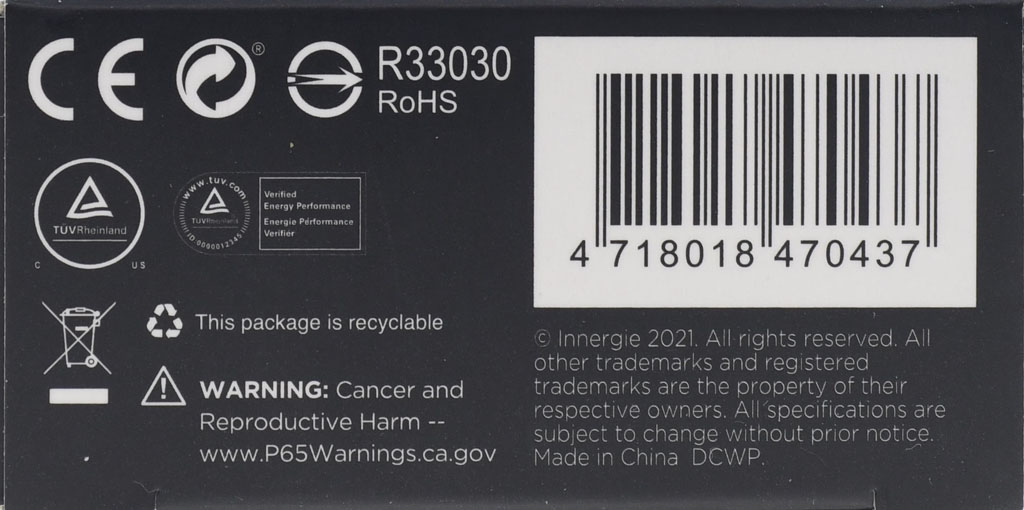 CE
®
R33030
RoHS
TÜVRheinland
C US
www.tuv.com
TÜVRheinland
ID:0000012345
Verified
Energy Performance
Energie Performance
Verifier
This package is recyclable
WARNING: Cancer and
Reproductive Harm --
www.P65Warnings.ca.gov
4 718018 470437
© Innergie 2021. All rights reserved. All
other trademarks and registered
trademarks are the property of their
respective owners. All specifications are
subject to change without prior notice.
Made in China DCWP.